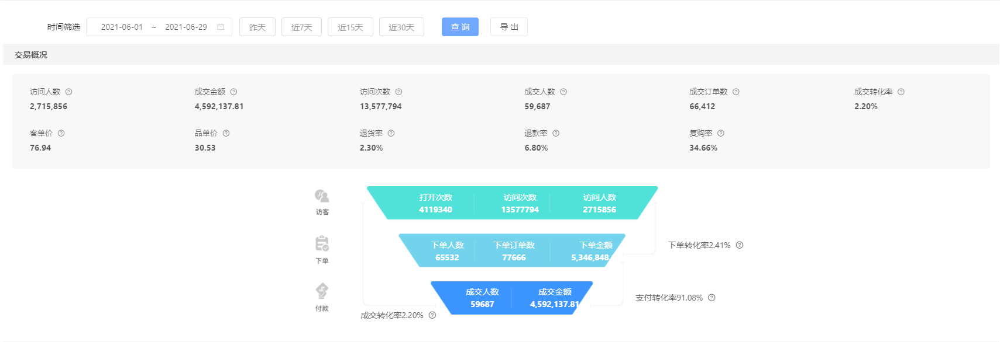 时间筛选 2021-06-01 ~ 2021-06-29 昨天 近7天 近15天 近30天 查 询 导 出
交易概况
访问人数 成交金额 访问次数 成交人数 成交订单数 成交转化率
2,715,856 4,592,137.81 13,577,794 59,687 66,412 2.20%
客单价 品单价 退货率 退款率 复购率
76.94 30.53 2.30% 6.80% 34.66%
打开次数 访问次数 访问人数
4119340 13577794 2715856
访客
下单人数 下单订单数 下单金额
65532 77666 5,346,848.
下单转化率2.41%
下单
成交人数 成交金额
59687 4,592,137.81
支付转化率91.08%
付款
成交转化率2.20%